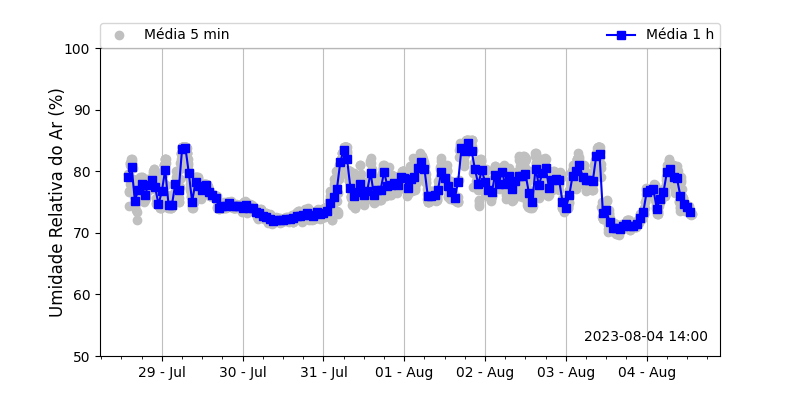 Média 5 min Média 1 h
Umidade Relativa do Ar (%)
100
90
80
70
60
50
2023-08-04 14:00
29 - Jul 30 - Jul 31 - Jul 01 - Aug 02 - Aug 03 - Aug 04 - Aug